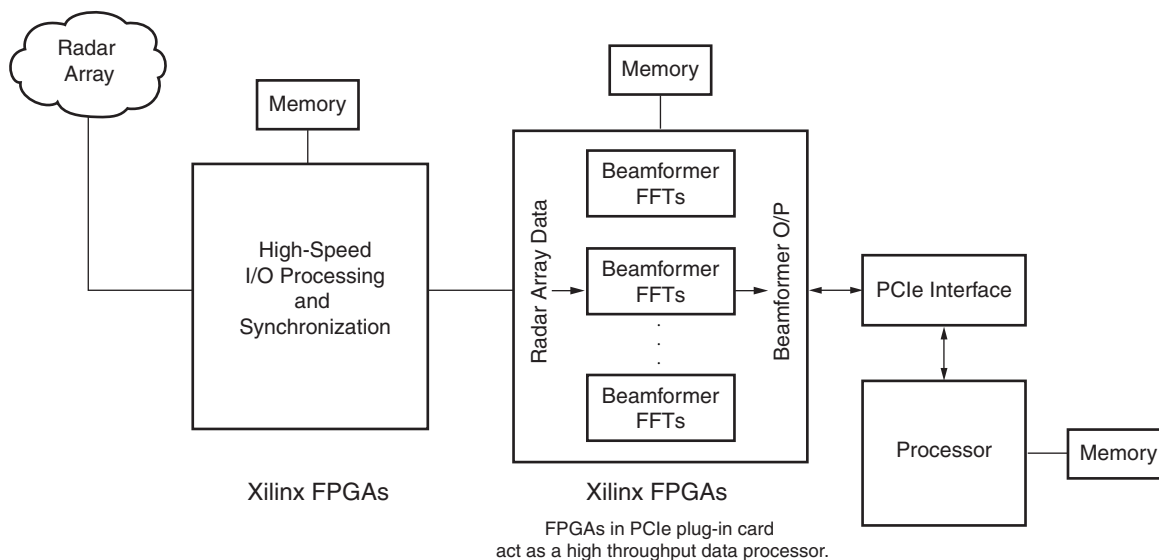 Radar
Array
Memory
High-Speed
I/O Processing
and
Synchronization
Xilinx FPGAs
Memory
Radar Array Data
Beamformer
FFTs
Beamformer
FFTs
.
.
.
Beamformer
FFTs
Beamformer O/P
Xilinx FPGAs
FPGAs in PCIe plug-in card
act as a high throughput data processor.
PCIe Interface
Processor
Memory